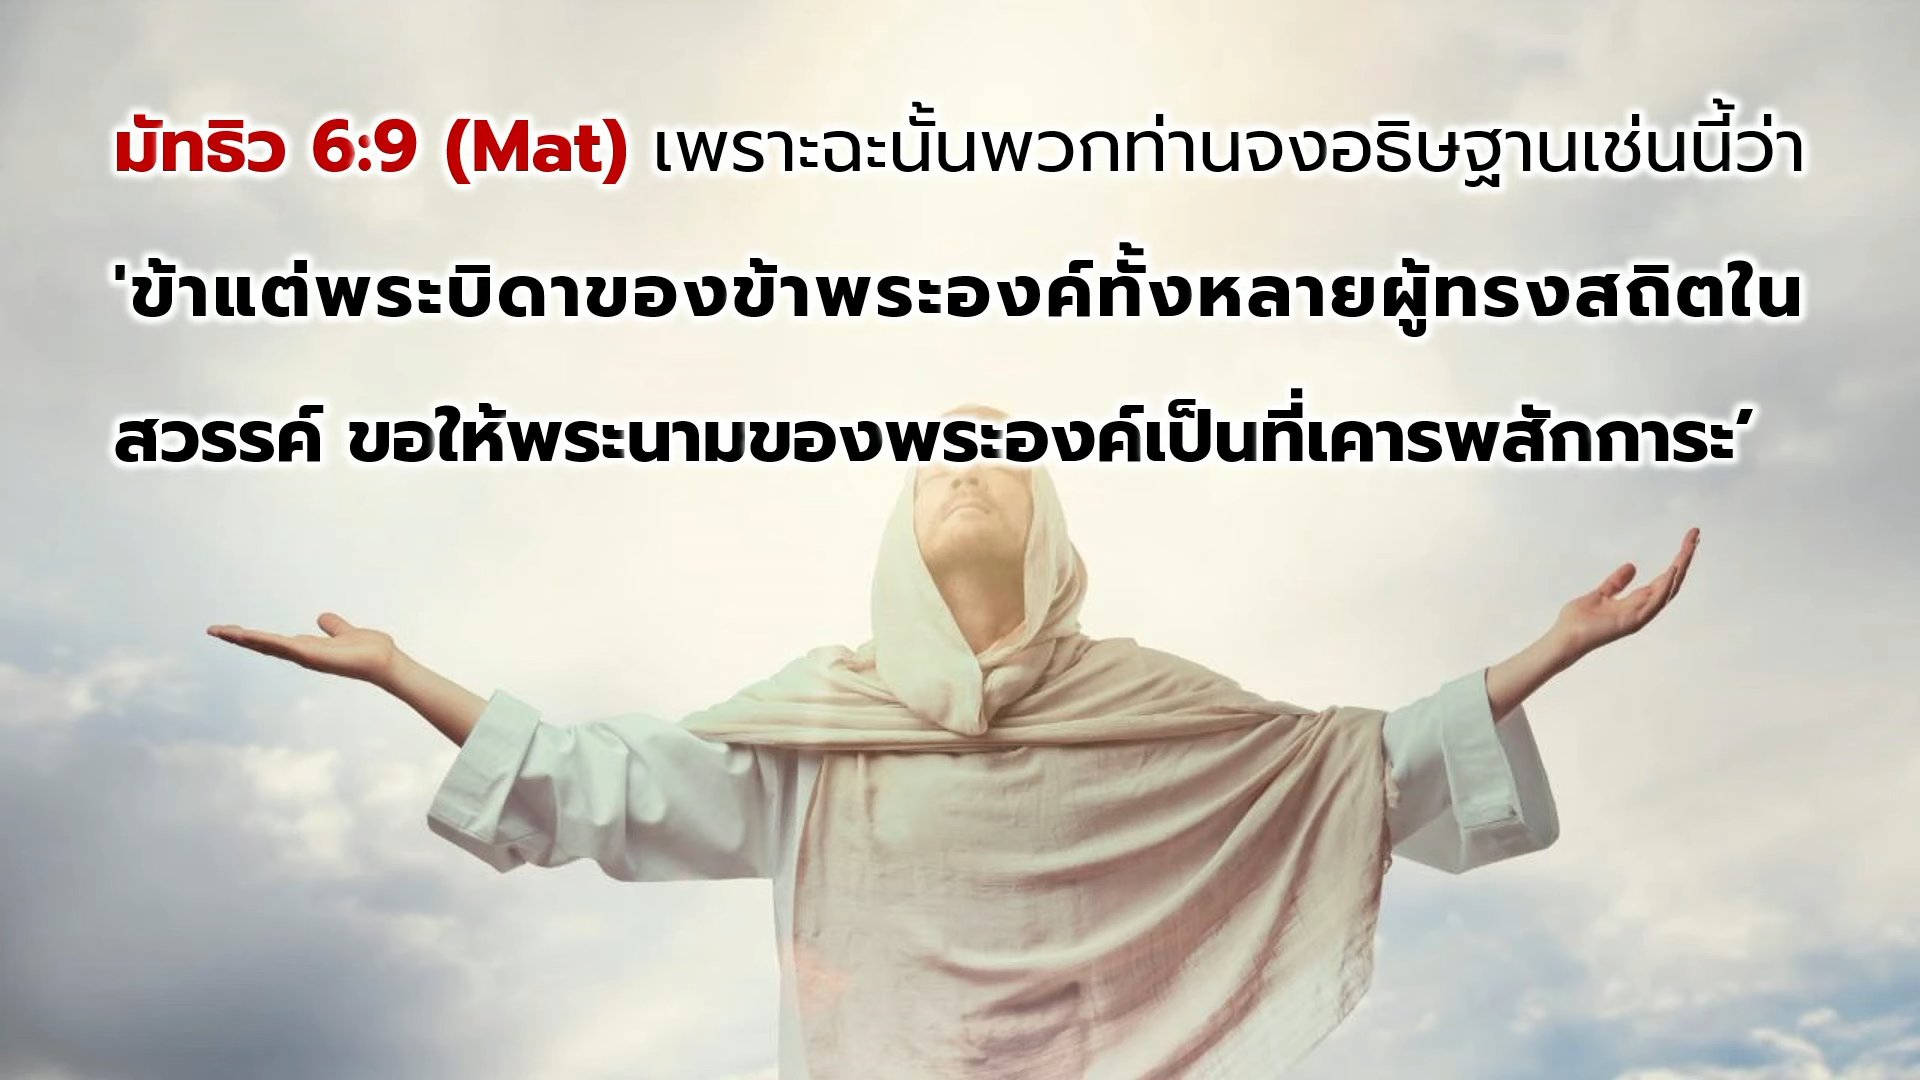 มัทธิว 6:9 (Mat) เพราะฉะนั้นพวกท่านจงอธิษฐานเช่นนี้ว่า
'ข้าแต่พระบิดาของข้าพระองค์ทั้งหลายผู้ทรงสถิตใน
สวรรค์ ขอให้พระนามของพระองค์เป็นที่เคารพสักการะ’